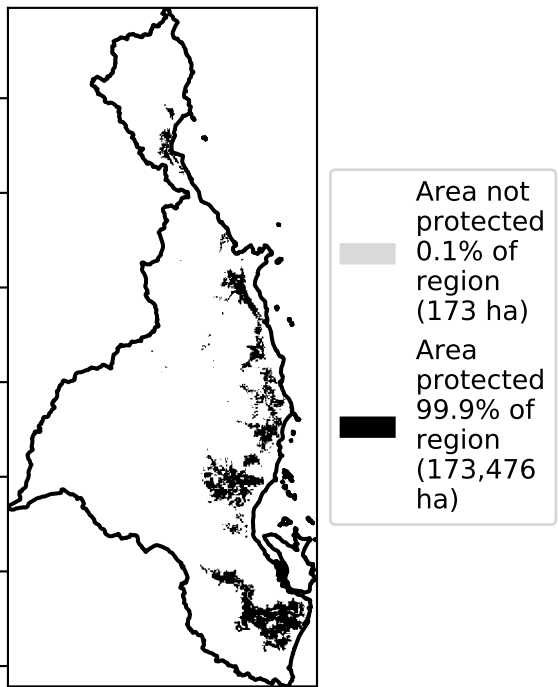 Area not
protected
0.1% of
region
(173 ha)
Area
protected
99.9% of
region
(173,476
ha)